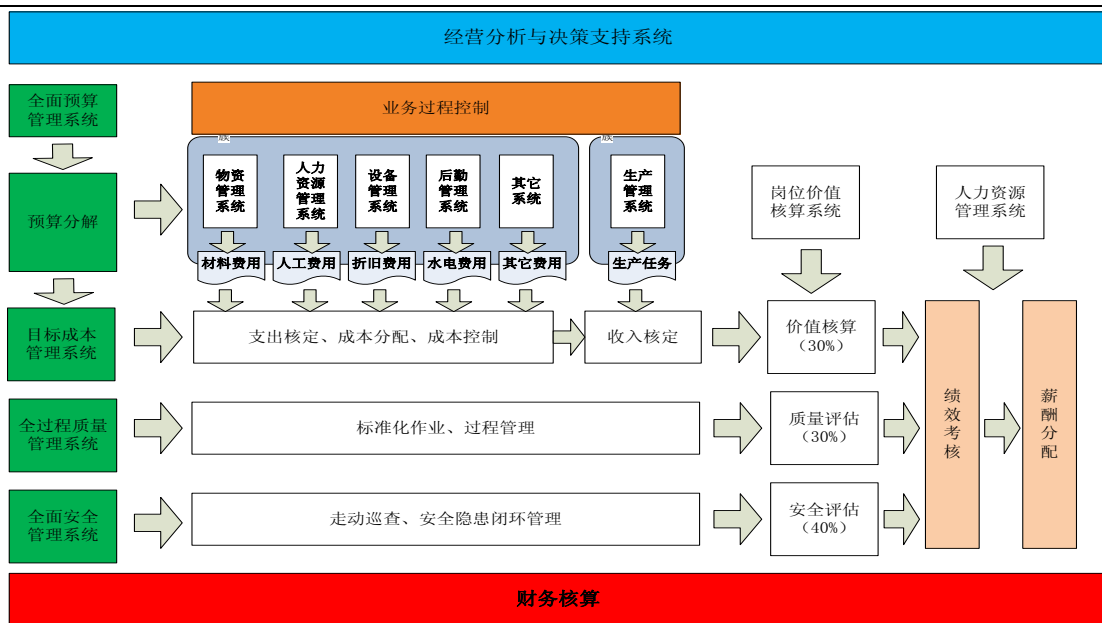 经营分析与决策支持系统
全面预算
管理系统
业务过程控制
物资
管理
系统
人力
资源
管理
系统
设备
管理
系统
后勤
管理
系统
其它
系统
生产
管理
系统
岗位价值
核算系统
人力资源
管理系统
预算分解
材料费用
人工费用
折旧费用
水电费用
其它费用
生产任务
目标成本
管理系统
支出核定、成本分配、成本控制
收入核定
价值核算
(30%)
全过程质量
管理系统
标准化作业、过程管理
质量评估
(30%)
绩
效
考
核
薪
酬
分
配
全面安全
管理系统
走动巡查、安全隐患闭环管理
安全评估
(40%)
财务核算